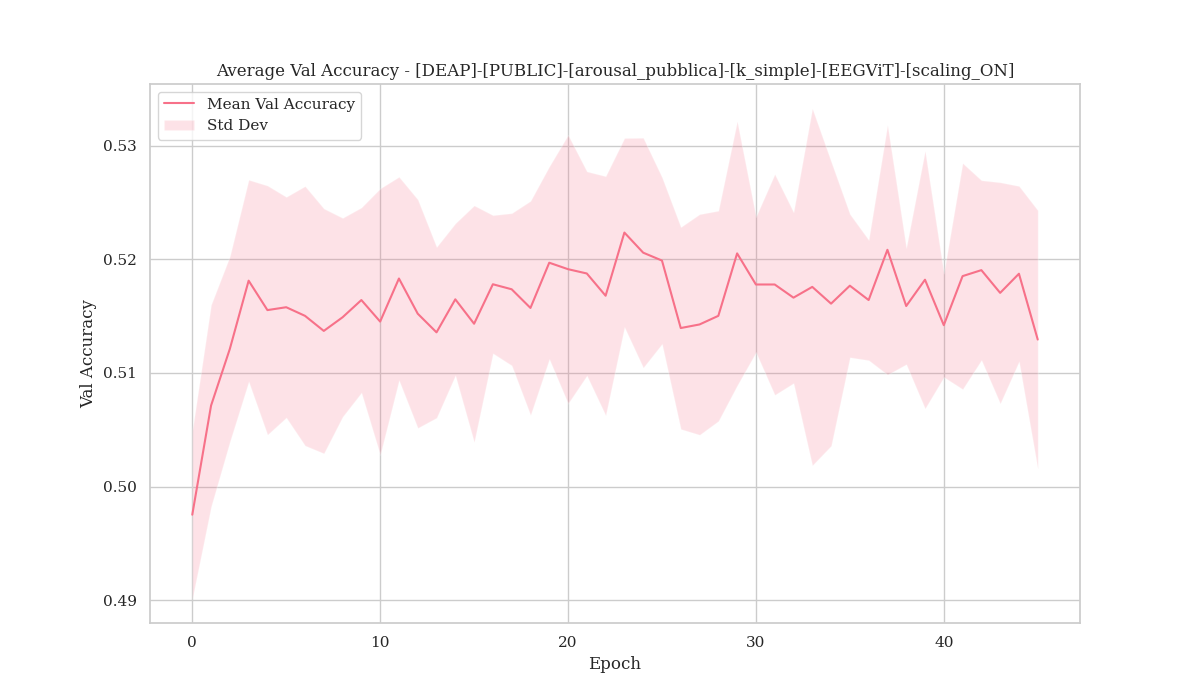 Average Val Accuracy - [DEAP]-[PUBLIC]-[arousal_pubblica]-[k_simple]-[EEGViT]-[scaling_ON]
Mean Val Accuracy
Std Dev
0.53
0.52
0.51
0.50
0.49
Val Accuracy
0
10
20
30
40
Epoch